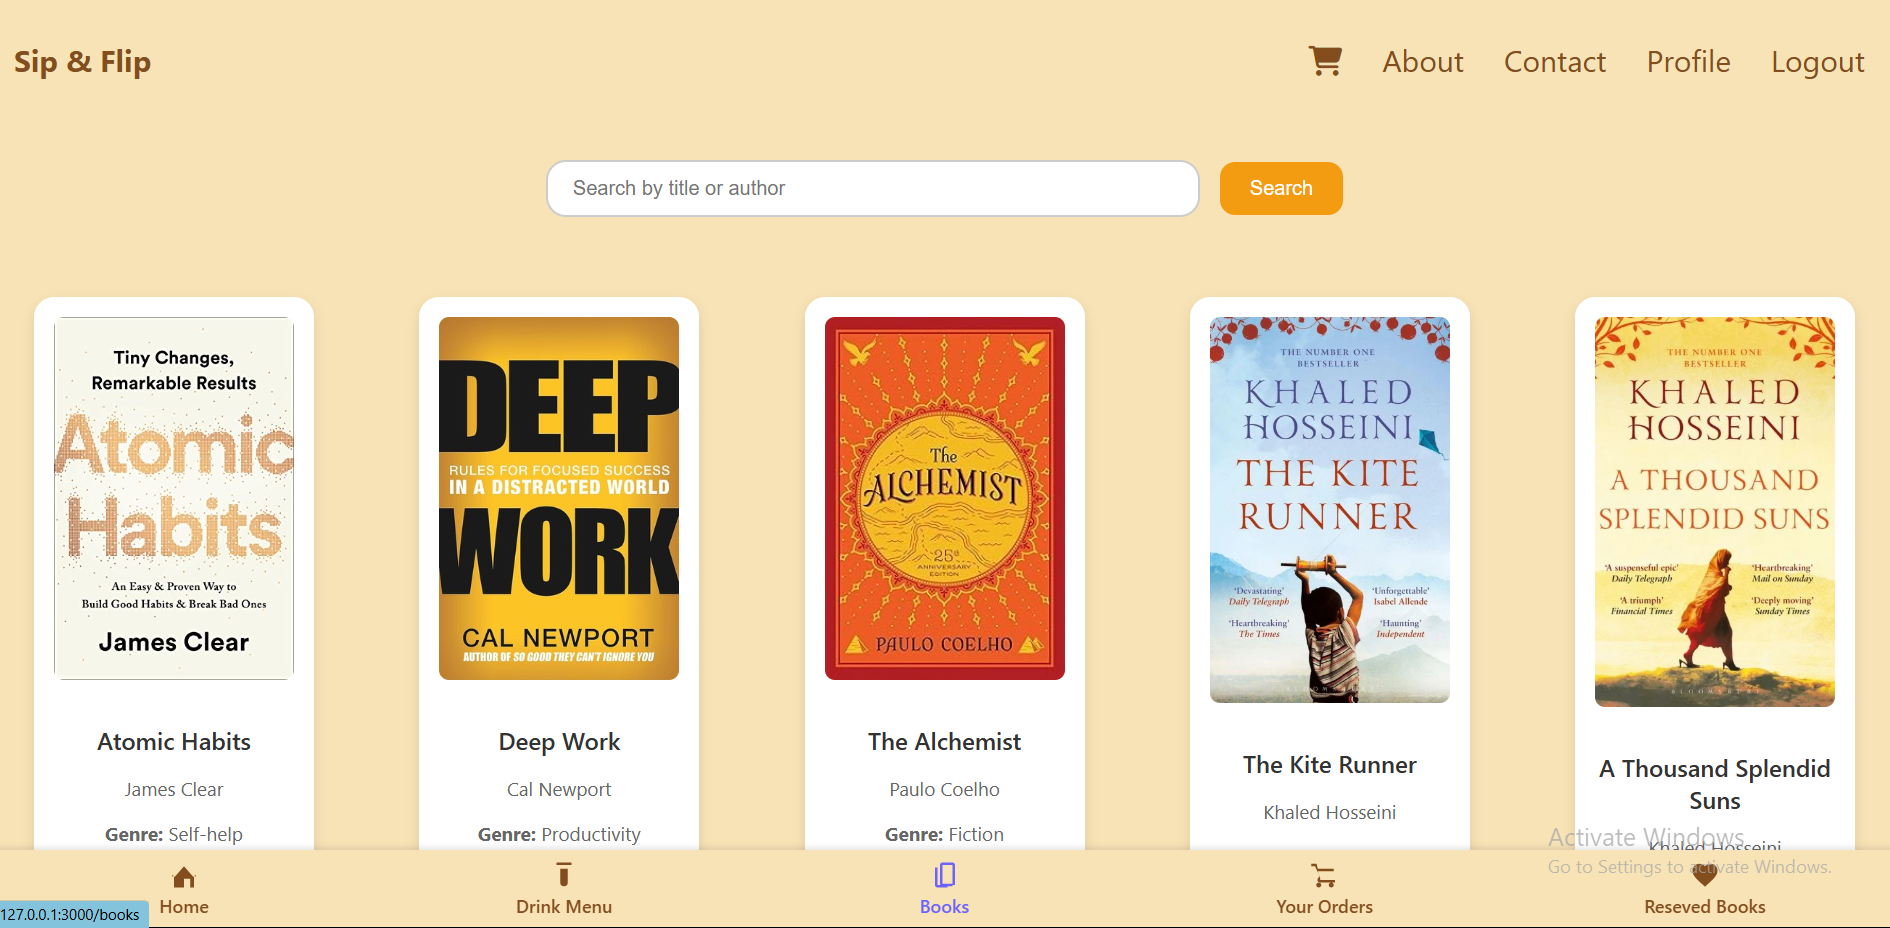 Sip & Flip
About
Contact
Profile
Logout
Search by title or author
Search
Tiny Changes,
Remarkable Results
Atomic
Habits
An Easy & Proven Way to
Build Good Habits & Break Bad Ones
James Clear
Atomic Habits
James Clear
Genre: Self-help
DEEP
RULES FOR FOCUSED SUCCESS
IN A DISTRACTED WORLD
WORK
CAL NEWPORT
AUTHOR OF SO GOOD THEY CAN'T IGNORE YOU
Deep Work
Cal Newport
Genre: Productivity
The
ALCHEMIST
25th
ANNIVERSARY
EDITION
PAULO COELHO
The Alchemist
Paulo Coelho
Genre: Fiction
THE NUMBER ONE
BESTSELLER
KHALED
HOSSEINI
THE KITE
RUNNER
'Devastating'
Daily Telegraph
'Unforgettable'
Isabel Allende
'Heartbreaking'
The Times
'Haunting'
Independent
BLOOMSBURY
The Kite Runner
Khaled Hosseini
THE NUMBER ONE
BESTSELLER
KHALED
HOSSEINI
A THOUSAND
SPLENDID SUNS
'A suspenseful epic'
Daily Telegraph
'Heartbreaking'
Mail on Sunday
'A triumph'
Financial Times
'Deeply moving'
Sunday Times
BLOOMSBURY
A Thousand Splendid
Suns
Khaled Hosseini
Activate Windows
Go to Settings to activate Windows.
Home
Drink Menu
Books
Your Orders
Reseved Books
127.0.0.1:3000/books